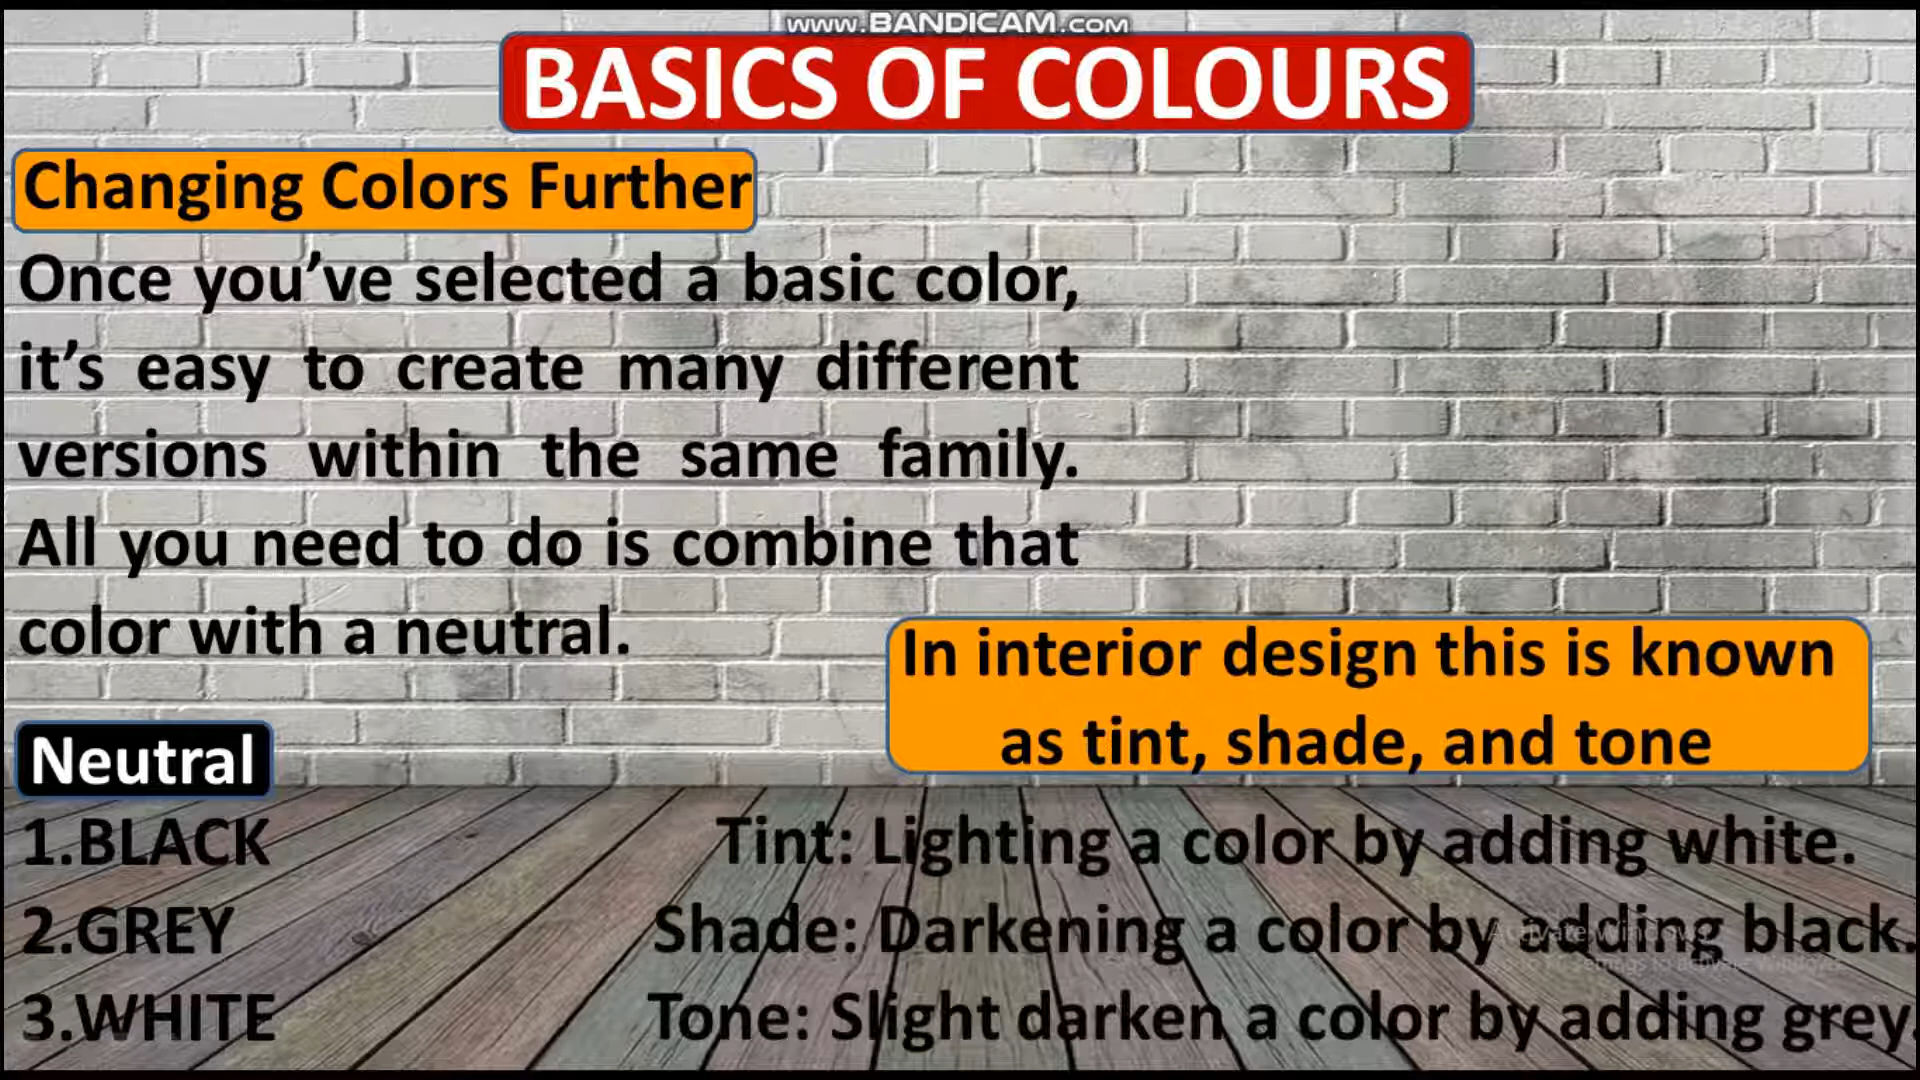 www.BANDICAM.com
BASICS OF COLOURS
Changing Colors Further
Once you’ve selected a basic color,
it’s easy to create many different
versions within the same family.
All you need to do is combine that
color with a neutral.
In interior design this is known
as tint, shade, and tone
Neutral
1.BLACK
2.GREY
3.WHITE
Tint: Lighting a color by adding white.
Shade: Darkening a color by adding black.
Tone: Slight darken a color by adding grey.
Activate Windows